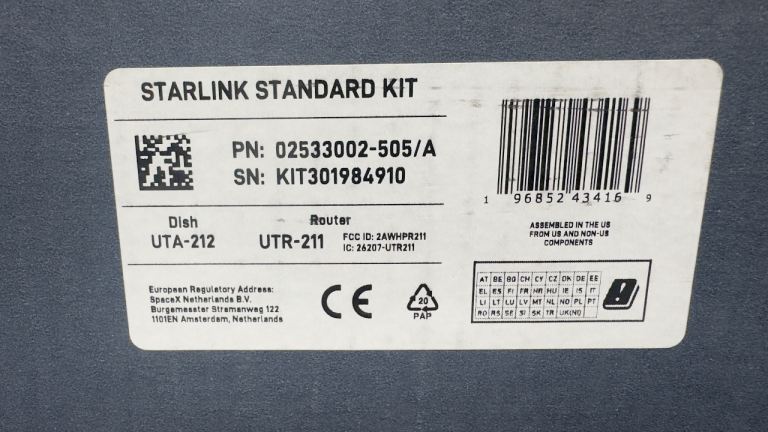 STARLINK STANDARD KIT
PN: 02533002-505/A
SN: KIT301984910
1 96852 43416 9
Dish
UTA-212
Router
UTR-211
FCC ID: 2AWHPR211
IC: 26207-UTR211
ASSEMBLED IN THE US
FROM US AND NON-US
COMPONENTS
European Regulatory Address:
SpaceX Netherlands B.V.
Burgemeester Stramanweg 122
1101EN Amsterdam, Netherlands
CE
20
PAP
AT BE BG CH CY CZ DK DE EE
EL ES FI FR HR HU IE IS IT
LI LT LU LV MT NL NO PL PT
RO RS SE SI SK TR UK(NI)